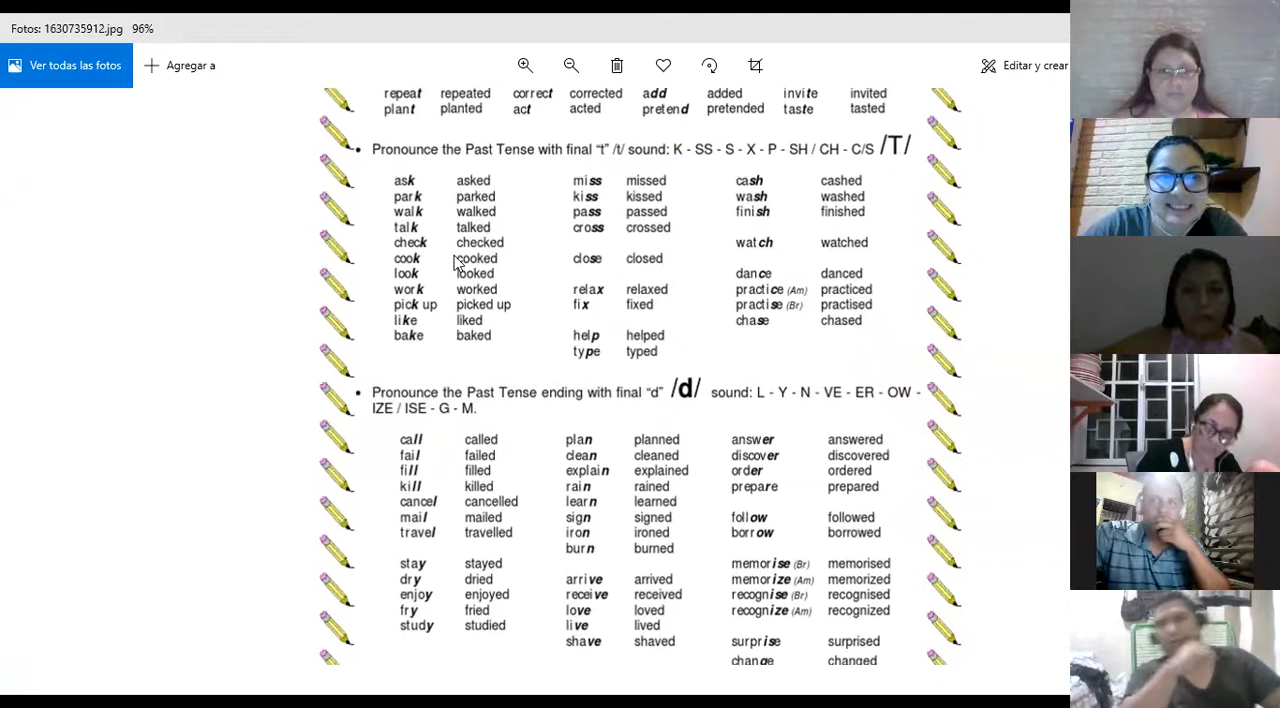 Fotos: 1630735912.jpg 96%
Ver todas las fotos Agregar a Editar y crear
repeat repeated correct corrected add added invite invited
plant planted act acted pretend pretended taste tasted
Pronounce the Past Tense with final “t” /t/ sound: K - SS - S - X - P - SH / CH - C/S /T/
ask asked miss missed cash cashed
park parked kiss kissed wash washed
walk walked pass passed finish finished
talk talked cross crossed
check checked watch watched
cook cooked close closed
look looked dance danced
work worked relax relaxed practice (Am) practiced
pick up picked up fix fixed practise (Br) practised
like liked chase chased
bake baked help helped
type typed
Pronounce the Past Tense ending with final “d” /d/ sound: L - Y - N - VE - ER - OW -
IZE / ISE - G - M.
call called plan planned answer answered
fail failed clean cleaned discover discovered
fill filled explain explained order ordered
kill killed rain rained prepare prepared
cancel cancelled learn learned
mail mailed sign signed follow followed
travel travelled iron ironed borrow borrowed
burn burned
stay stayed memorise (Br) memorised
dry dried arrive arrived memorize (Am) memorized
enjoy enjoyed receive received recognise (Br) recognised
fry fried love loved recognize (Am) recognized
study studied live lived
shave shaved surprise surprised
change changed